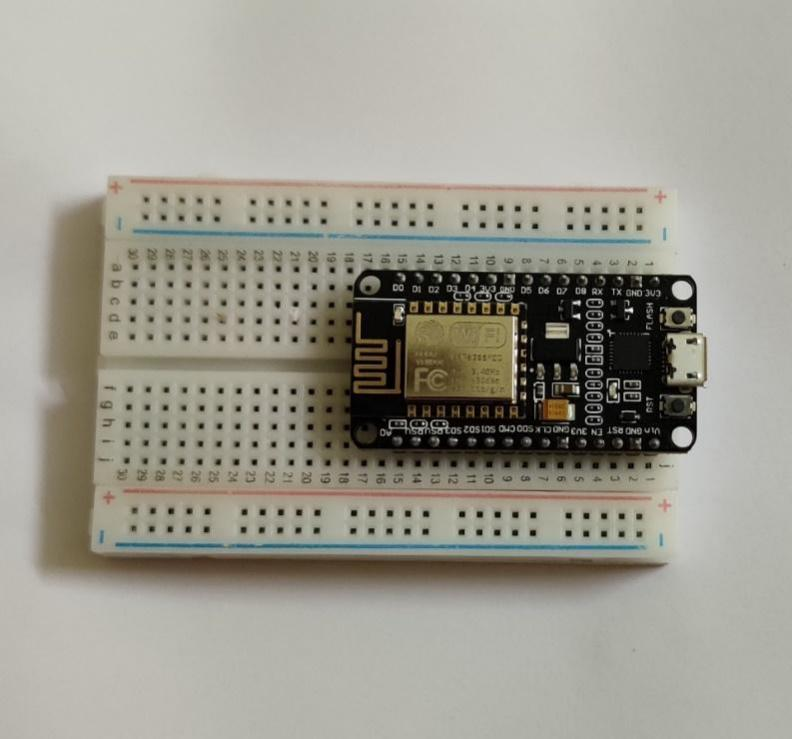 + +
- -
30 29 28 27 26 25 24 23 22 21 20 19 18 17 16 15 14 13 12 11 10 9 8 7 6 5 4 3 2 1
a
b
c
d
e
D0 D1 D2 D3 D4 3V3 GND D5 D6 D7 D8 RX TX GND 3V3
FLASH
Wi Fi
FC
RST
A0 RSV RSV SD3 SD2 SD1 CMD SD0 CLK GND 3V3 EN RST GND Vin
f
g
h
i
j j
30 29 28 27 26 25 24 23 22 21 20 19 18 17 16 15 14 13 12 11 10 9 8 7 6 5 4 3 2 1
+ +
- -